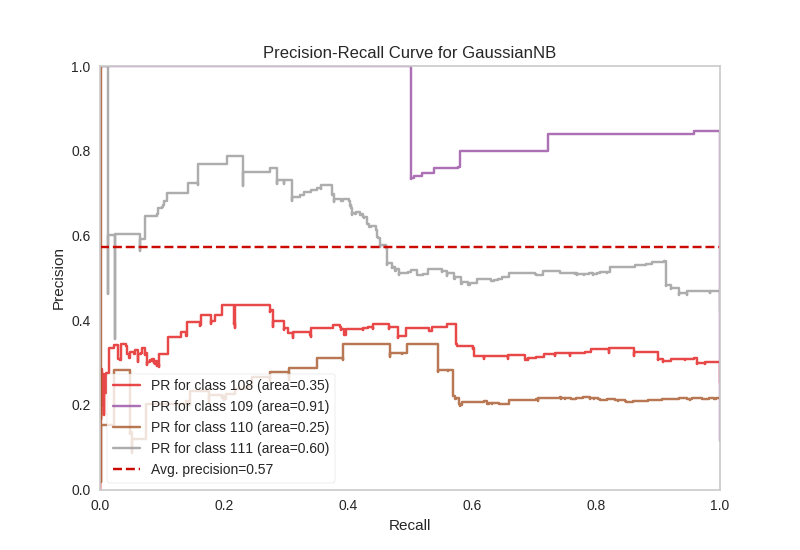 Precision-Recall Curve for GaussianNB
1.0
0.8
0.6
0.4
0.2
0.0
Precision
PR for class 108 (area=0.35)
PR for class 109 (area=0.91)
PR for class 110 (area=0.25)
PR for class 111 (area=0.60)
Avg. precision=0.57
0.0 0.2 0.4 0.6 0.8 1.0
Recall